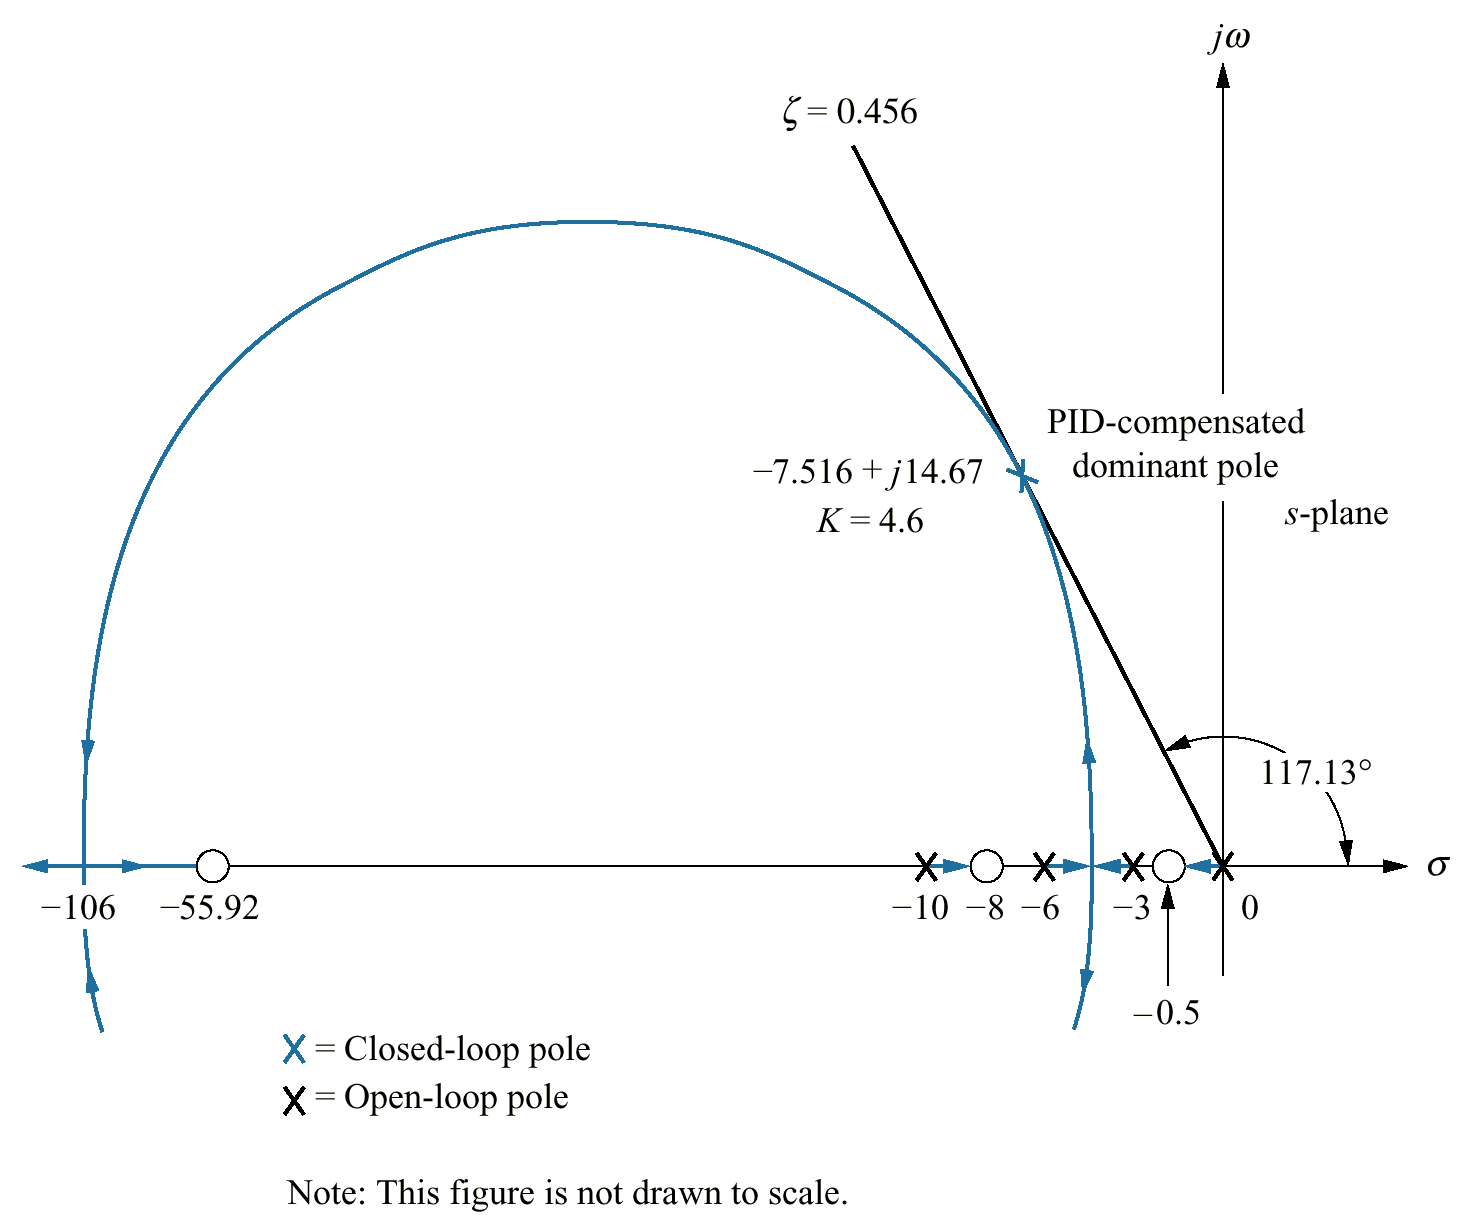 jω
ζ = 0.456
PID-compensated
dominant pole
−7.516 + j14.67
K = 4.6
s-plane
117.13°
σ
−106
−55.92
−10
−8
−6
−3
0
−0.5
X = Closed-loop pole
X = Open-loop pole
Note: This figure is not drawn to scale.